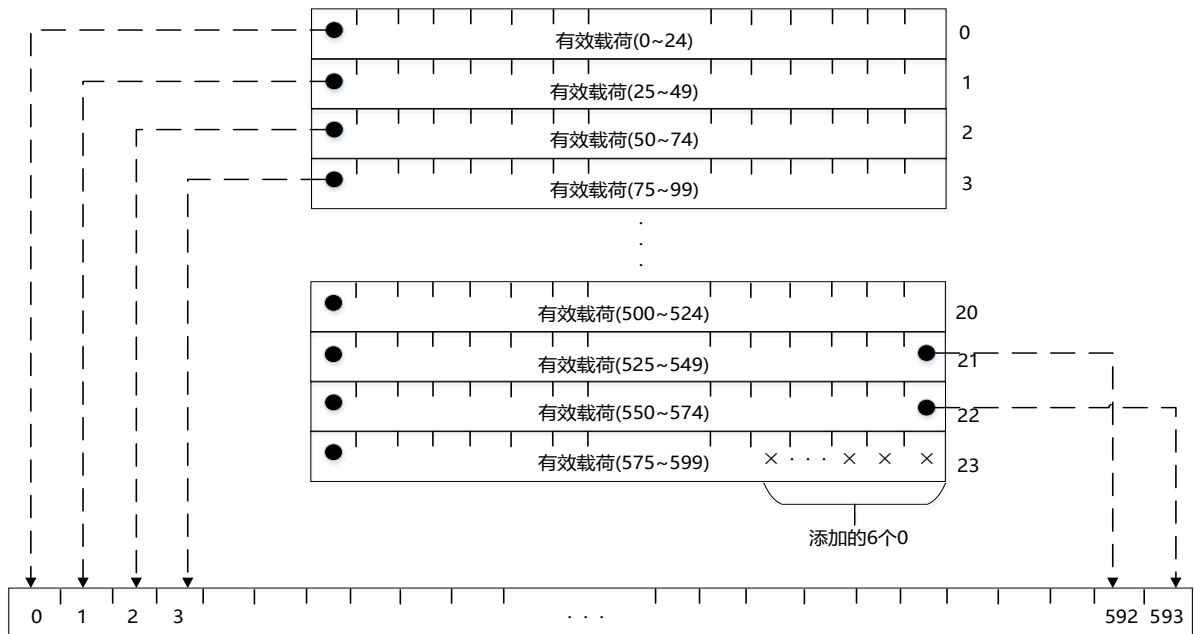 有效载荷(0~24) 0
有效载荷(25~49) 1
有效载荷(50~74) 2
有效载荷(75~99) 3
有效载荷(500~524) 20
有效载荷(525~549) 21
有效载荷(550~574) 22
有效载荷(575~599) × · · · × × × 23
添加的6个0
0 1 2 3 · · · 592 593